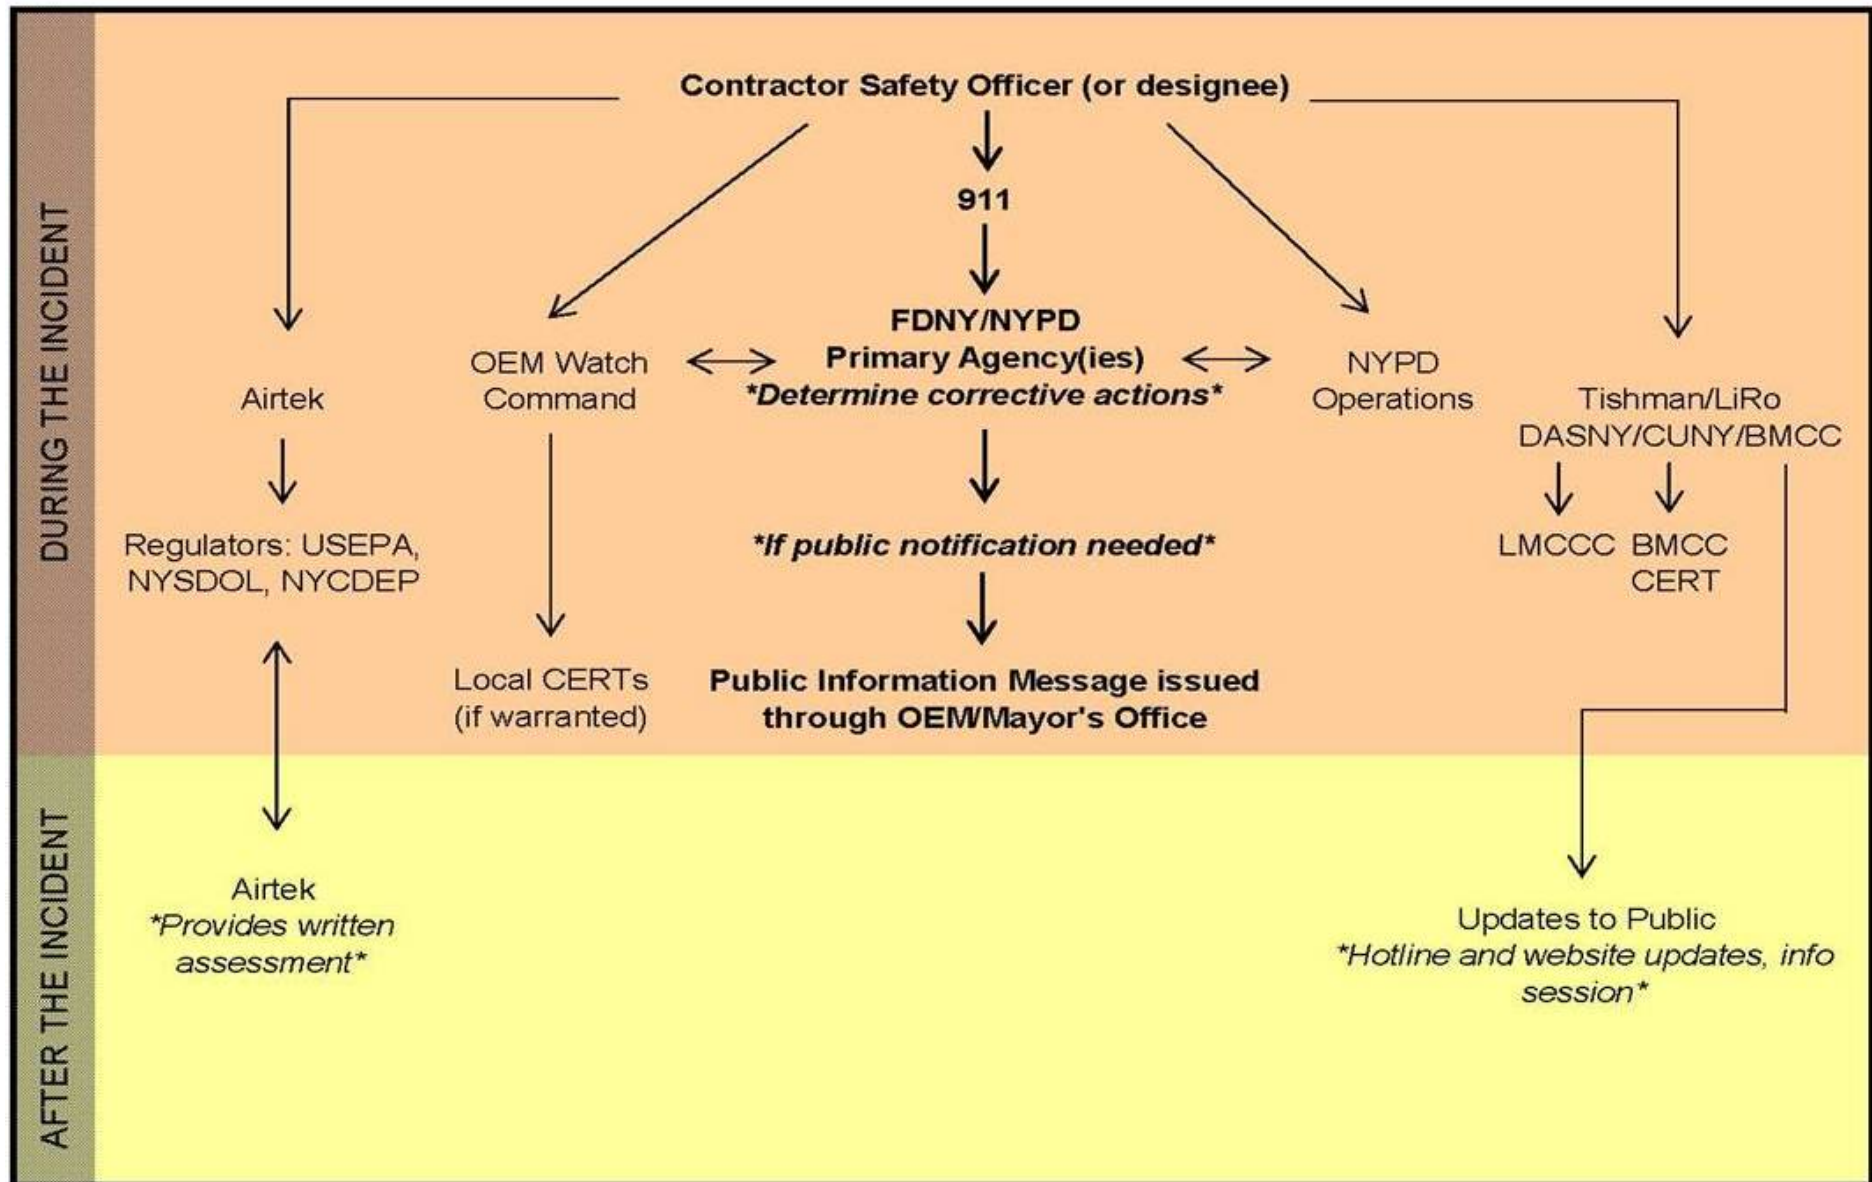 DURING THE INCIDENT
Contractor Safety Officer (or designee)
911
FDNY/NYPD
Primary Agency(ies)
*Determine corrective actions*
OEM Watch
Command
NYPD
Operations
Airtek
Tishman/LiRo
DASNY/CUNY/BMCC
Regulators: USEPA,
NYSDOL, NYCDEP
*If public notification needed*
LMCCC
BMCC
CERT
Local CERTs
(if warranted)
Public Information Message issued
through OEM/Mayor's Office
AFTER THE INCIDENT
Airtek
*Provides written
assessment*
Updates to Public
*Hotline and website updates, info
session*